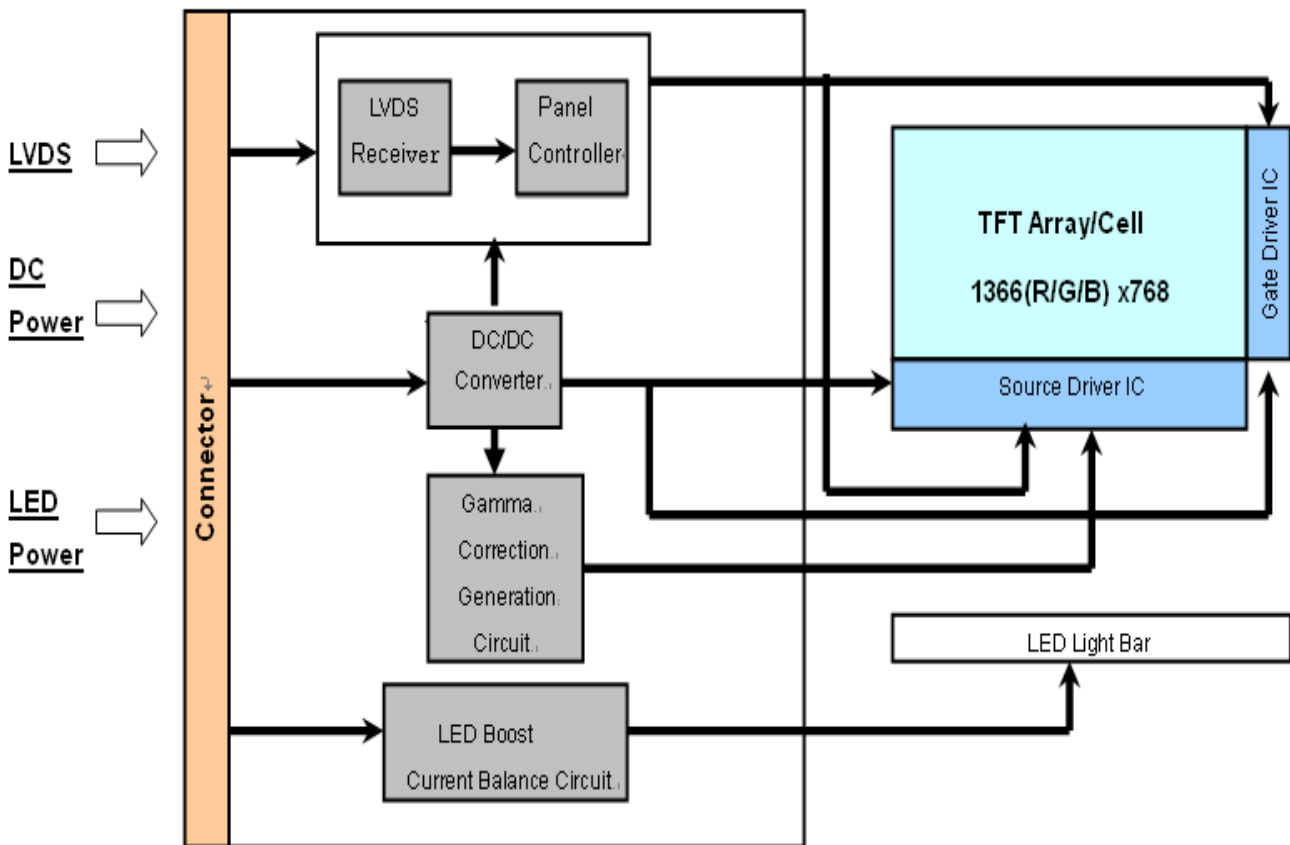 LVDS
DC
Power
LED
Power
Connector
LVDS
Receiver
Panel
Controller
DC/DC
Converter
Gamma
Correction
Generation
Circuit
LED Boost
Current Balance Circuit
TFT Array/Cell
1366(R/G/B) x768
Gate Driver IC
Source Driver IC
LED Light Bar